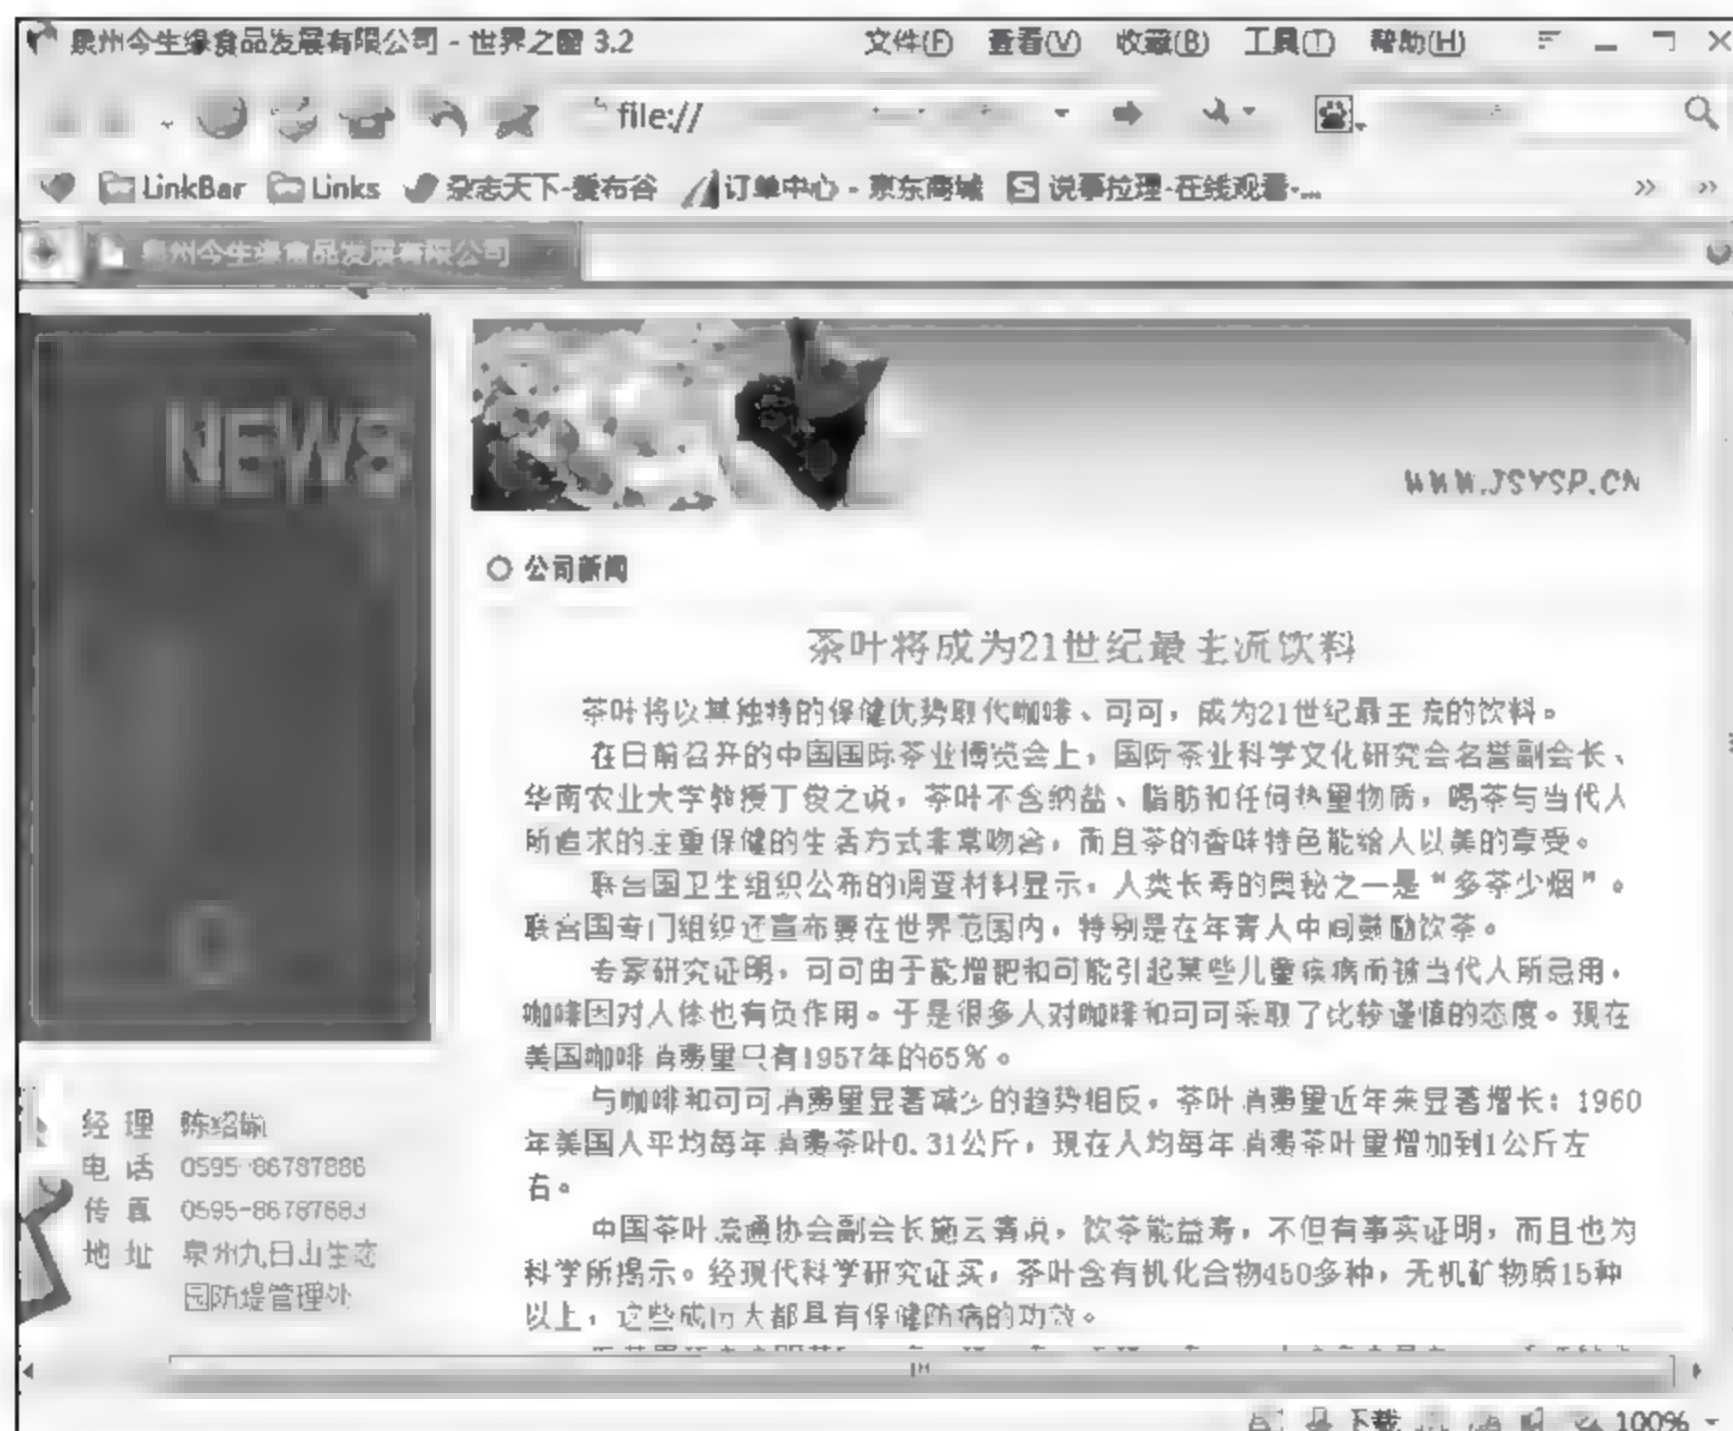 泉州今生缘食品发展有限公司 - 世界之窗 3.2 文件(F) 查看(V) 收藏(B) 工具(T) 帮助(H)
file://
LinkBar Links 杂志天下-爱布谷 订单中心 - 京东商城 说事拉理-在线观看-...
泉州今生缘食品发展有限公司
NEWS
WWW.JSYSP.CN
公司新闻
茶叶将成为21世纪最主流饮料
茶叶将以其独特的保健优势取代咖啡、可可，成为21世纪最主流的饮料。
在日前召开的中国国际茶业博览会上，国际茶业科学文化研究会名誉副会长、
华南农业大学教授丁俊之说，茶叶不含钠盐、脂肪和任何热量物质，喝茶与当代人
所追求的注重保健的生活方式非常吻合，而且茶的香味特色能给人以美的享受。
联合国卫生组织公布的调查材料显示，人类长寿的奥秘之一是“多茶少烟”。
联合国专门组织还宣布要在世界范围内，特别是在年青人中间鼓励饮茶。
专家研究证明，可可由于能增肥和可能引起某些儿童疾病而被当代人所忌用，
咖啡因对人体也有负作用。于是很多人对咖啡和可可采取了比较谨慎的态度。现在
美国咖啡消费量只有1957年的65%。
与咖啡和可可消费量显著减少的趋势相反，茶叶消费量近年来显著增长：1960
年美国人平均每年消费茶叶0.31公斤，现在人均每年消费茶叶量增加到1公斤左
右。
中国茶叶流通协会副会长施云清说，饮茶能益寿，不但有事实证明，而且也为
科学所揭示。经现代科学研究证实，茶叶含有机化合物450多种，无机矿物质15种
以上，这些成份大都具有保健防病的功效。
经 理 陈绍
电 话 0595-86787886
传 真 0595-86787683
地 址 泉州九日山生态
园防堤管理处
下载 100%